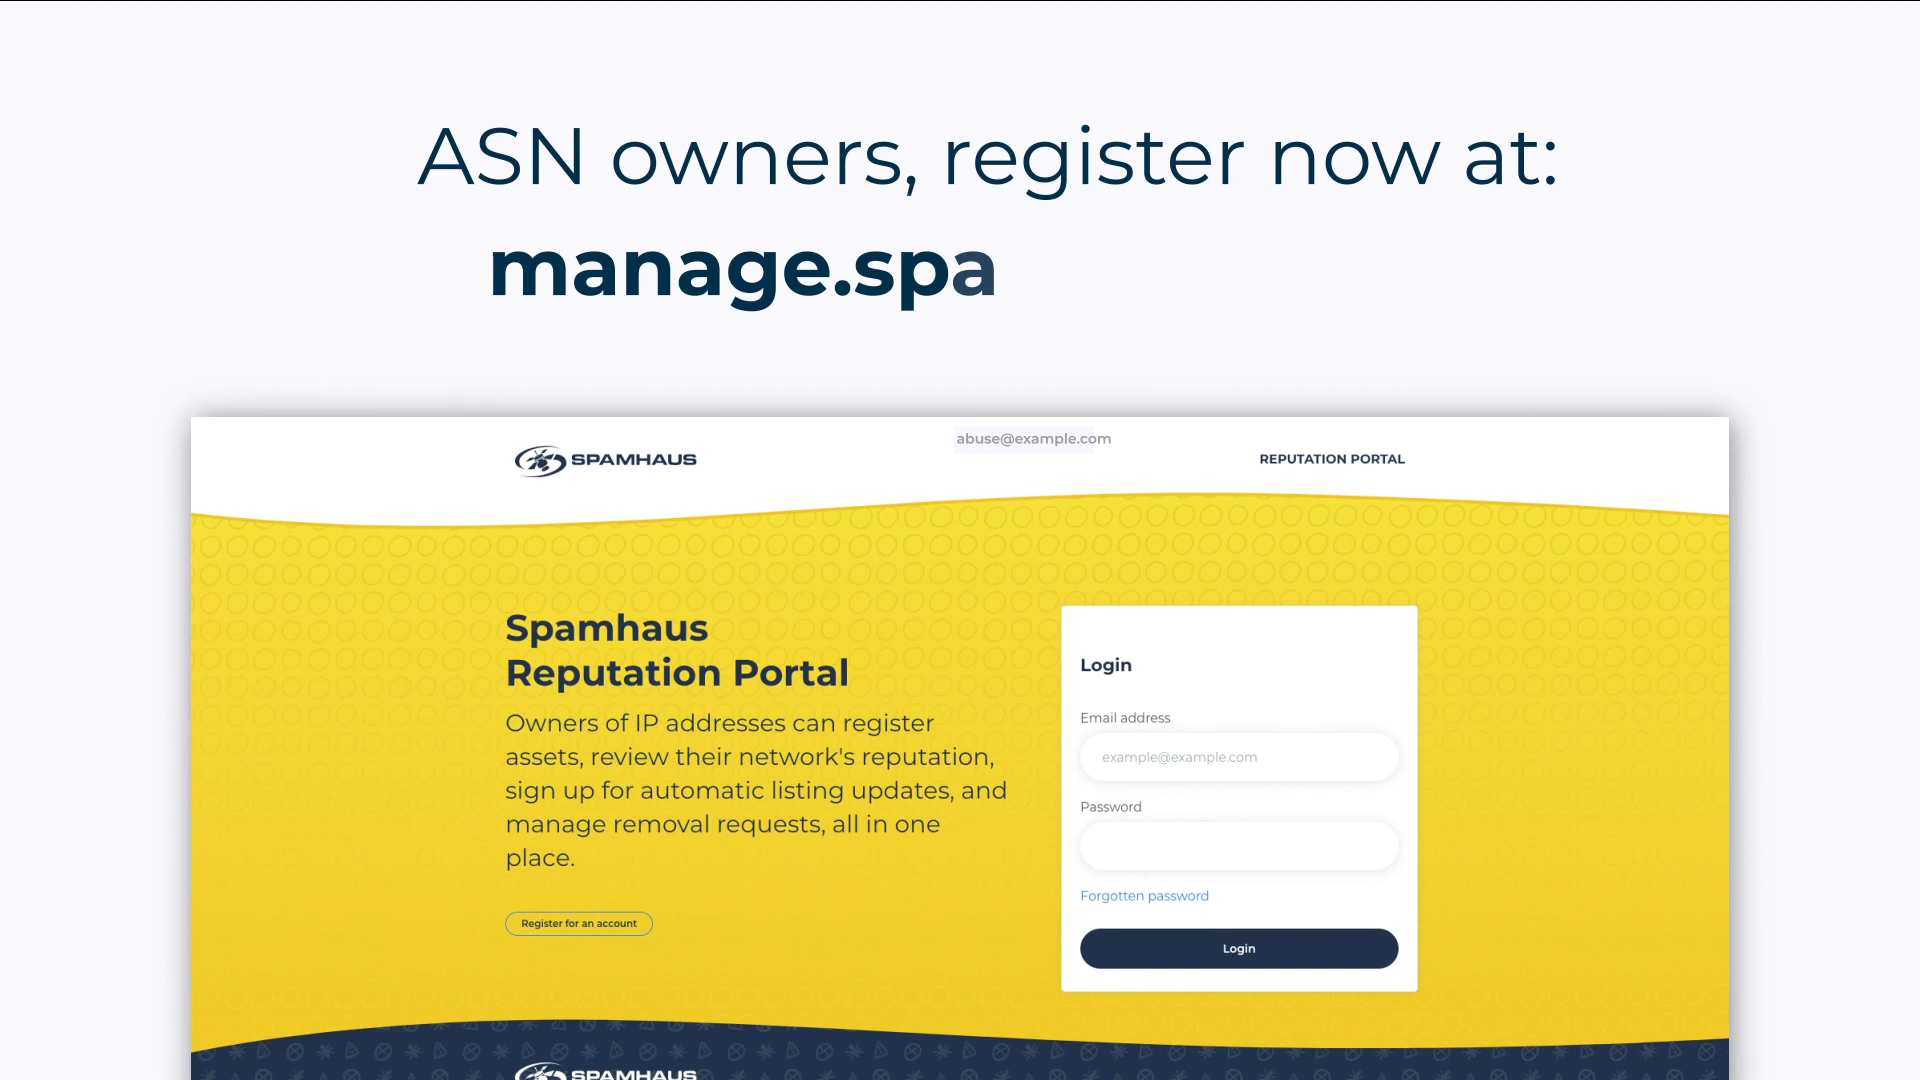 ASN owners, register now at:
manage.spa
abuse@example.com
SPAMHAUS
REPUTATION PORTAL
Spamhaus
Reputation Portal
Owners of IP addresses can register
assets, review their network's reputation,
sign up for automatic listing updates, and
manage removal requests, all in one
place.
Register for an account
Login
Email address
example@example.com
Password
Forgotten password
Login
SPAMHAUS